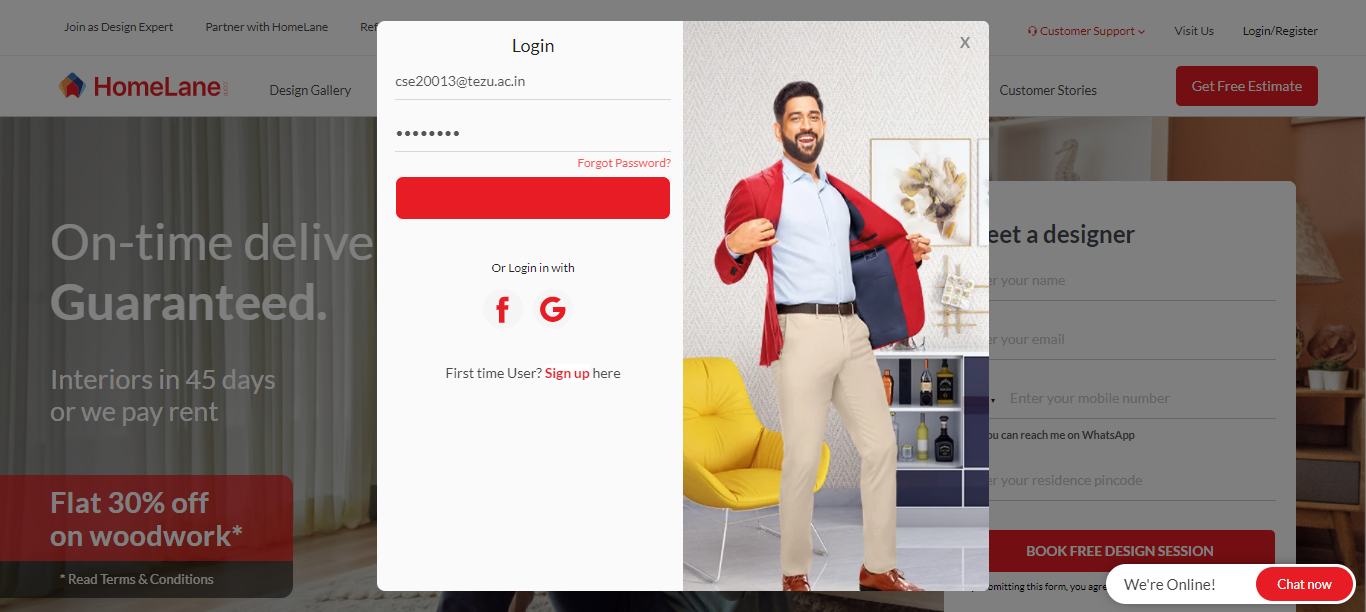 Join as Design Expert
Partner with HomeLane
Customer Support
Visit Us
Login/Register
HomeLane
Design Gallery
Customer Stories
Get Free Estimate
Login
cse20013@tezu.ac.in
••••••••
Forgot Password?
Or Login in with
First time User? Sign up here
X
On-time delive
Guaranteed.
Interiors in 45 days
or we pay rent
Flat 30% off
on woodwork*
* Read Terms & Conditions
eet a designer
er your name
er your email
Enter your mobile number
ou can reach me on WhatsApp
er your residence pincode
BOOK FREE DESIGN SESSION
omitting this form, you agre
We're Online!
Chat now